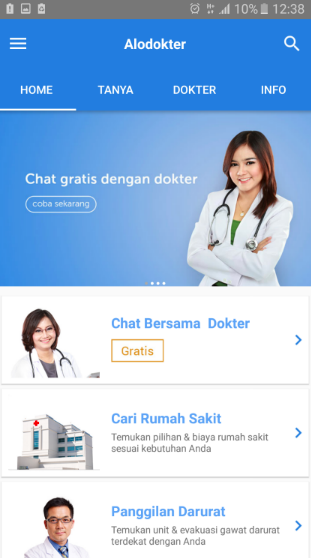 10% 12:38
Alodokter
HOME TANYA DOKTER INFO
Chat gratis dengan dokter
coba sekarang
Chat Bersama Dokter
Gratis
Cari Rumah Sakit
Temukan pilihan & biaya rumah sakit
sesuai kebutuhan Anda
Panggilan Darurat
Temukan unit & evakuasi gawat darurat
terdekat dengan Anda